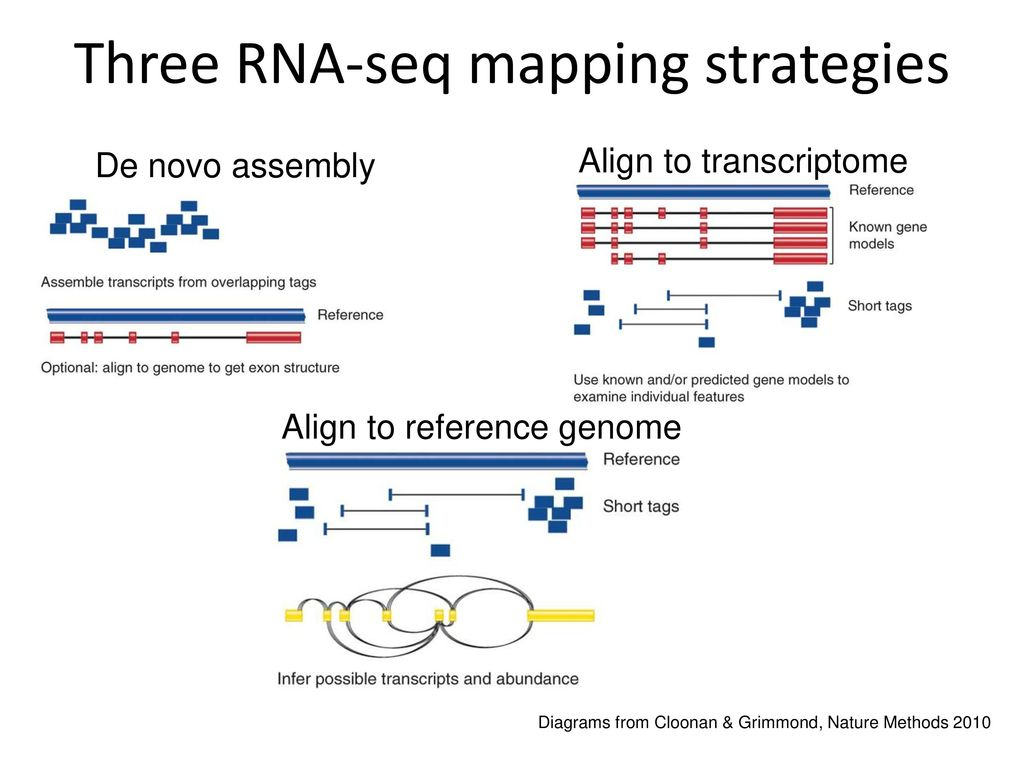 Three RNA-seq mapping strategies
De novo assembly
Assemble transcripts from overlapping tags
Reference
Optional: align to genome to get exon structure
Align to transcriptome
Reference
Known gene
models
Short tags
Use known and/or predicted gene models to
examine individual features
Align to reference genome
Reference
Short tags
Infer possible transcripts and abundance
Diagrams from Cloonan & Grimmond, Nature Methods 2010